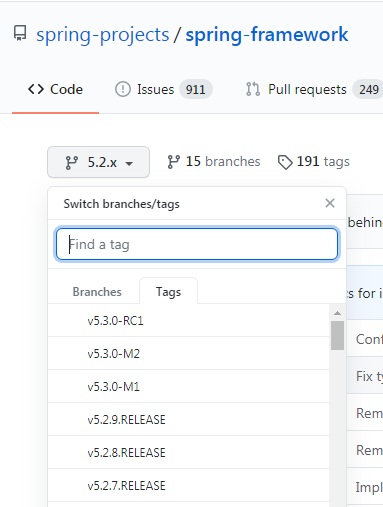 spring-projects / spring-framework
Code Issues 911 Pull requests 249
5.2.x 15 branches 191 tags
Switch branches/tags
behin
Find a tag
Branches Tags
s for i
v5.3.0-RC1
Conf
v5.3.0-M2
Fix ty
v5.3.0-M1
Rem
v5.2.9.RELEASE
Rem
v5.2.8.RELEASE
Impl
v5.2.7.RELEASE